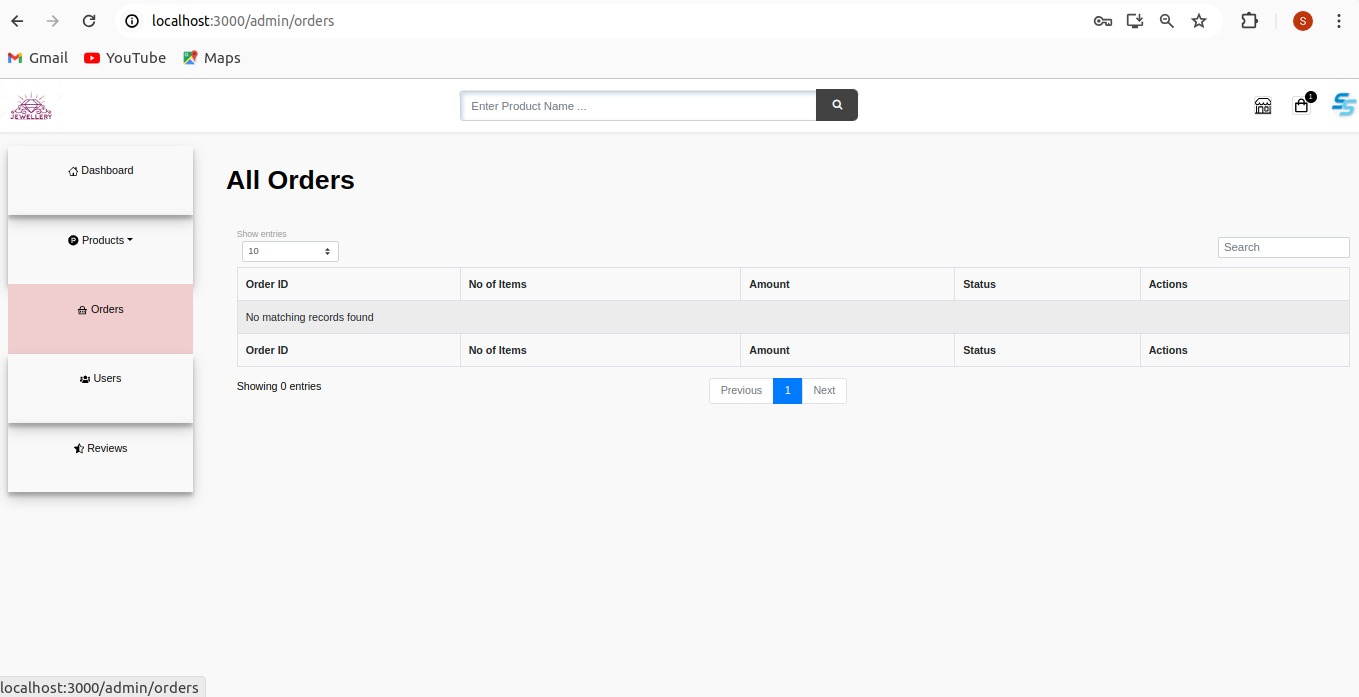 localhost:3000/admin/orders
S
Gmail YouTube Maps
JEWELLERY
Enter Product Name ...
1
Dashboard
Products
Orders
Users
Reviews
All Orders
Show entries
10
Search
Order ID No of Items Amount Status Actions
No matching records found
Order ID No of Items Amount Status Actions
Showing 0 entries
Previous 1 Next
localhost:3000/admin/orders